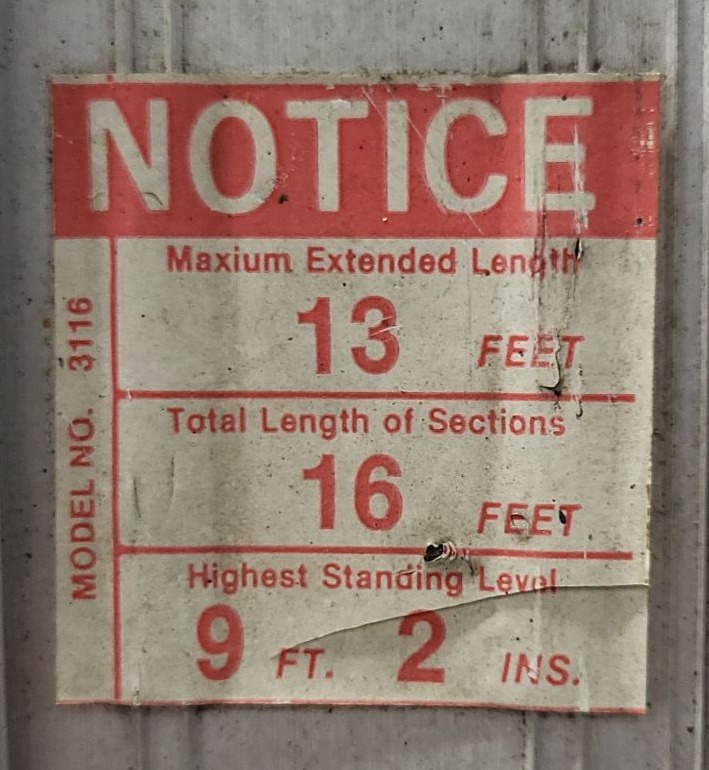 NOTICE
MODEL NO. 3116
Maxium Extended Length
13 FEET
Total Length of Sections
16 FEET
Highest Standing Level
9 FT. 2 INS.